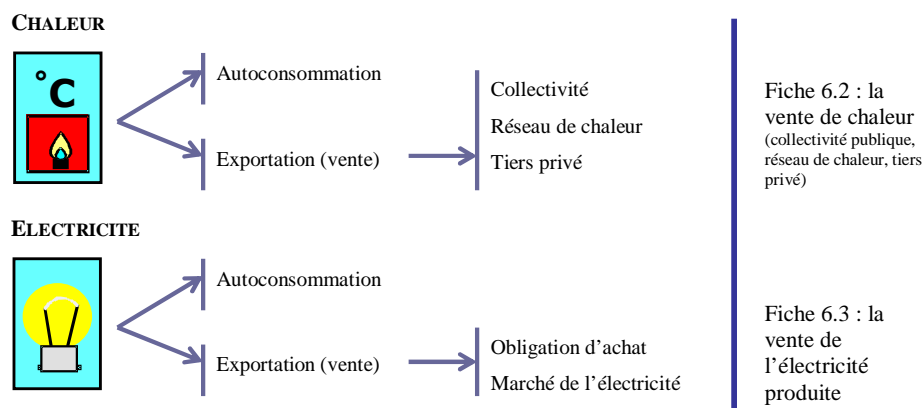 CHALEUR
°C
Autoconsommation
Exportation (vente)
Collectivité
Réseau de chaleur
Tiers privé
Fiche 6.2 : la
vente de chaleur
(collectivité publique,
réseau de chaleur, tiers
privé)
ELECTRICITE
Autoconsommation
Exportation (vente)
Obligation d’achat
Marché de l’électricité
Fiche 6.3 : la
vente de
l’électricité
produite